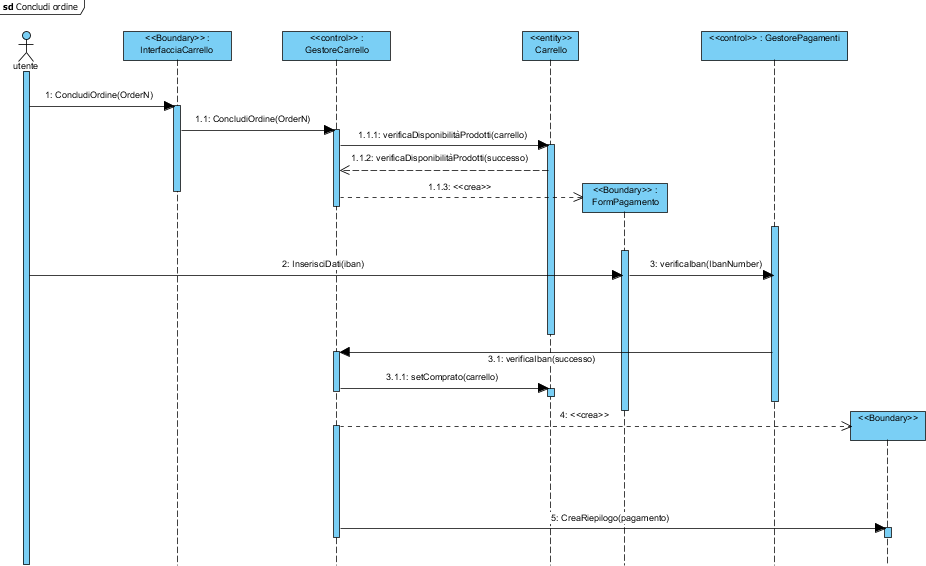 sd Concludi ordine
utente
<<Boundary>> :
InterfacciaCarrello
<<control>> :
GestoreCarrello
<<entity>>
Carrello
<<control>> : GestorePagamenti
1: ConcludiOrdine(OrderN)
1.1: ConcludiOrdine(OrderN)
1.1.1: verificaDisponibilitàProdotti(carrello)
1.1.2: verificaDisponibilitàProdotti(successo)
1.1.3: <<crea>>
<<Boundary>> :
FormPagamento
2: InserisciDati(iban)
3: verificaIban(IbanNumber)
3.1: verificaIban(successo)
3.1.1: setComprato(carrello)
4: <<crea>>
<<Boundary>>
5: CreaRiepilogo(pagamento)